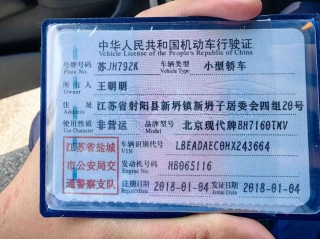 中华人民共和国机动车行驶证
Vehicle License of the People's Republic of China
号牌号码 苏JH792K 车辆类型 小型轿车
Plate No. Vehicle Type
所有人 王明明
Owner
住址 江苏省射阳县新坍镇新坍子居委会四组20号
Address
使用性质 非营运 品牌型号 北京现代牌BH7160TMV
Use Character Model
江苏省盐城市公安局交通警察支队
车辆识别代号 LBEADAEC0HX243664
VIN
发动机号码 HB065116
Engine No.
注册日期 2018-01-04 发证日期 2018-01-04
Register Date Issue Date